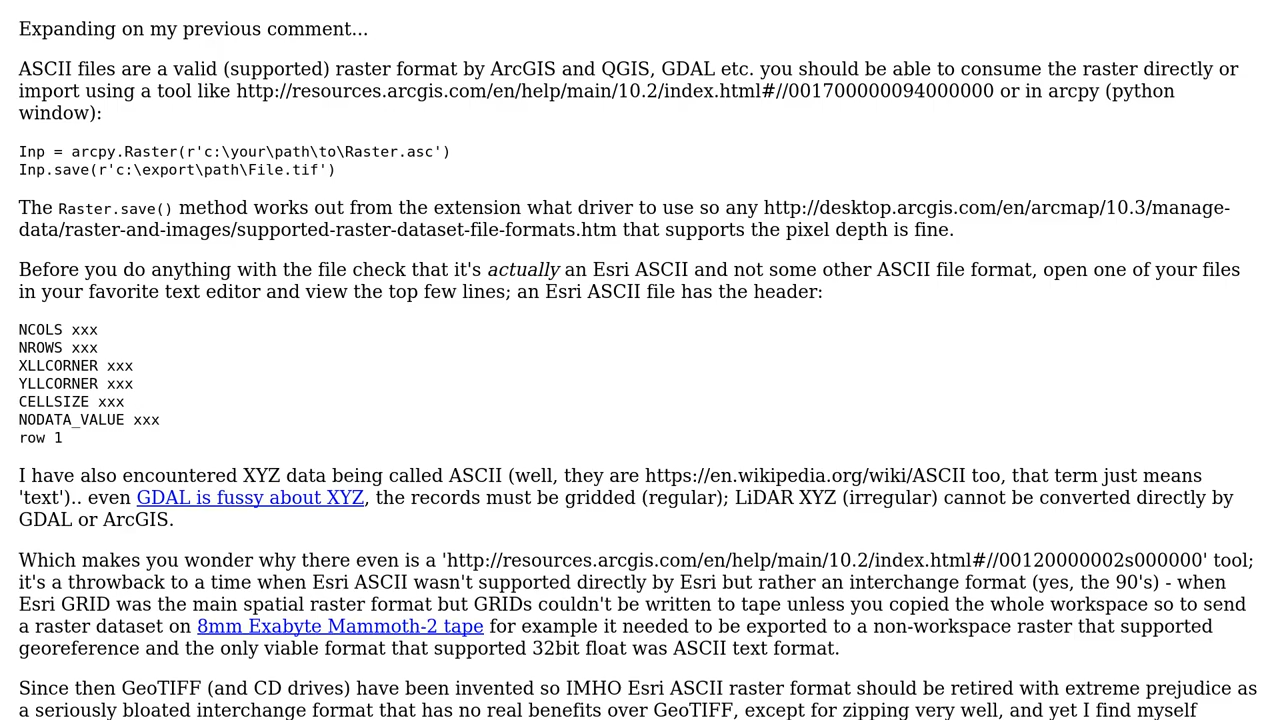 Expanding on my previous comment...
ASCII files are a valid (supported) raster format by ArcGIS and QGIS, GDAL etc. you should be able to consume the raster directly or
import using a tool like http://resources.arcgis.com/en/help/main/10.2/index.html#//001700000094000000 or in arcpy (python
window):
Inp = arcpy.Raster(r'c:\your\path\to\Raster.asc')
Inp.save(r'c:\export\path\File.tif')
The Raster.save() method works out from the extension what driver to use so any http://desktop.arcgis.com/en/arcmap/10.3/manage-
data/raster-and-images/supported-raster-dataset-file-formats.htm that supports the pixel depth is fine.
Before you do anything with the file check that it's actually an Esri ASCII and not some other ASCII file format, open one of your files
in your favorite text editor and view the top few lines; an Esri ASCII file has the header:
NCOLS xxx
NROWS xxx
XLLCORNER xxx
YLLCORNER xxx
CELLSIZE xxx
NODATA_VALUE xxx
row 1
I have also encountered XYZ data being called ASCII (well, they are https://en.wikipedia.org/wiki/ASCII too, that term just means
'text').. even GDAL is fussy about XYZ, the records must be gridded (regular); LiDAR XYZ (irregular) cannot be converted directly by
GDAL or ArcGIS.
Which makes you wonder why there even is a 'http://resources.arcgis.com/en/help/main/10.2/index.html#//00120000002s000000' tool;
it's a throwback to a time when Esri ASCII wasn't supported directly by Esri but rather an interchange format (yes, the 90's) - when
Esri GRID was the main spatial raster format but GRIDs couldn't be written to tape unless you copied the whole workspace so to send
a raster dataset on 8mm Exabyte Mammoth-2 tape for example it needed to be exported to a non-workspace raster that supported
georeference and the only viable format that supported 32bit float was ASCII text format.
Since then GeoTIFF (and CD drives) have been invented so IMHO Esri ASCII raster format should be retired with extreme prejudice as
a seriously bloated interchange format that has no real benefits over GeoTIFF, except for zipping very well, and yet I find myself